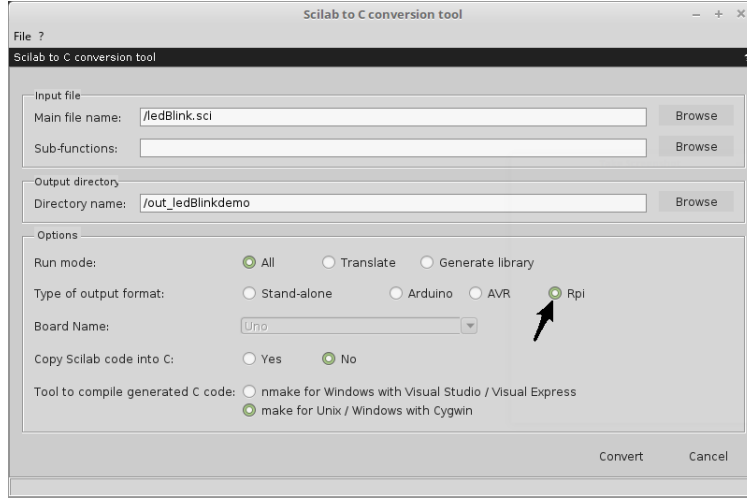 Scilab to C conversion tool
File ?
Scilab to C conversion tool
Input file
Main file name: /ledBlink.sci Browse
Sub-functions: Browse
Output directory
Directory name: /out_ledBlinkdemo Browse
Options
Run mode: All Translate Generate library
Type of output format: Stand-alone Arduino AVR Rpi
Board Name: Uno
Copy Scilab code into C: Yes No
Tool to compile generated C code: nmake for Windows with Visual Studio / Visual Express
make for Unix / Windows with Cygwin
Convert Cancel